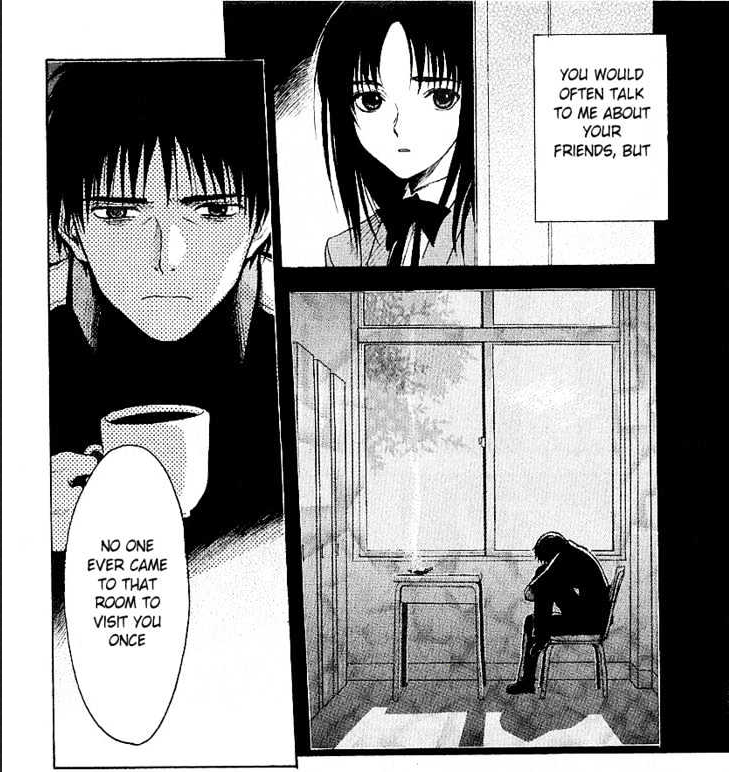 YOU WOULD
OFTEN TALK
TO ME ABOUT
YOUR
FRIENDS, BUT
NO ONE
EVER CAME
TO THAT
ROOM TO
VISIT YOU
ONCE